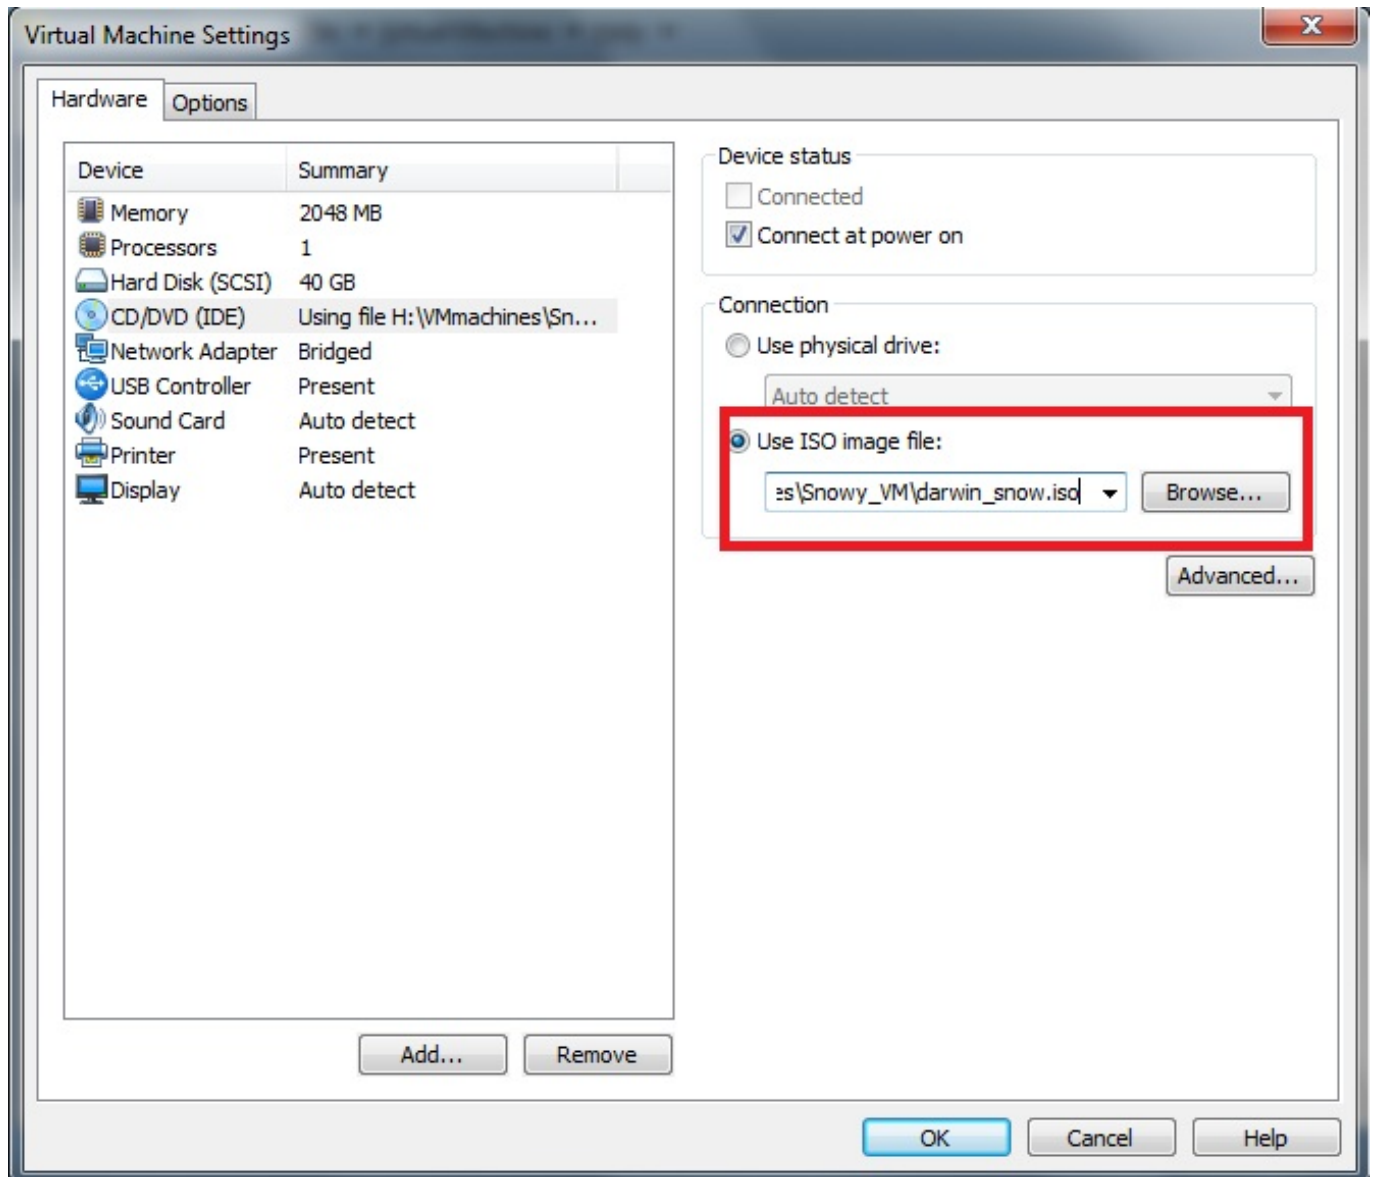 Virtual Machine Settings
Hardware Options
Device Summary
Memory 2048 MB
Processors 1
Hard Disk (SCSI) 40 GB
CD/DVD (IDE) Using file H:\VMmachines\Sn...
Network Adapter Bridged
USB Controller Present
Sound Card Auto detect
Printer Present
Display Auto detect
Add... Remove
Device status
Connected
Connect at power on
Connection
Use physical drive:
Auto detect
Use ISO image file:
es\Snowy_VM\darwin_snow.iso Browse...
Advanced...
OK Cancel Help